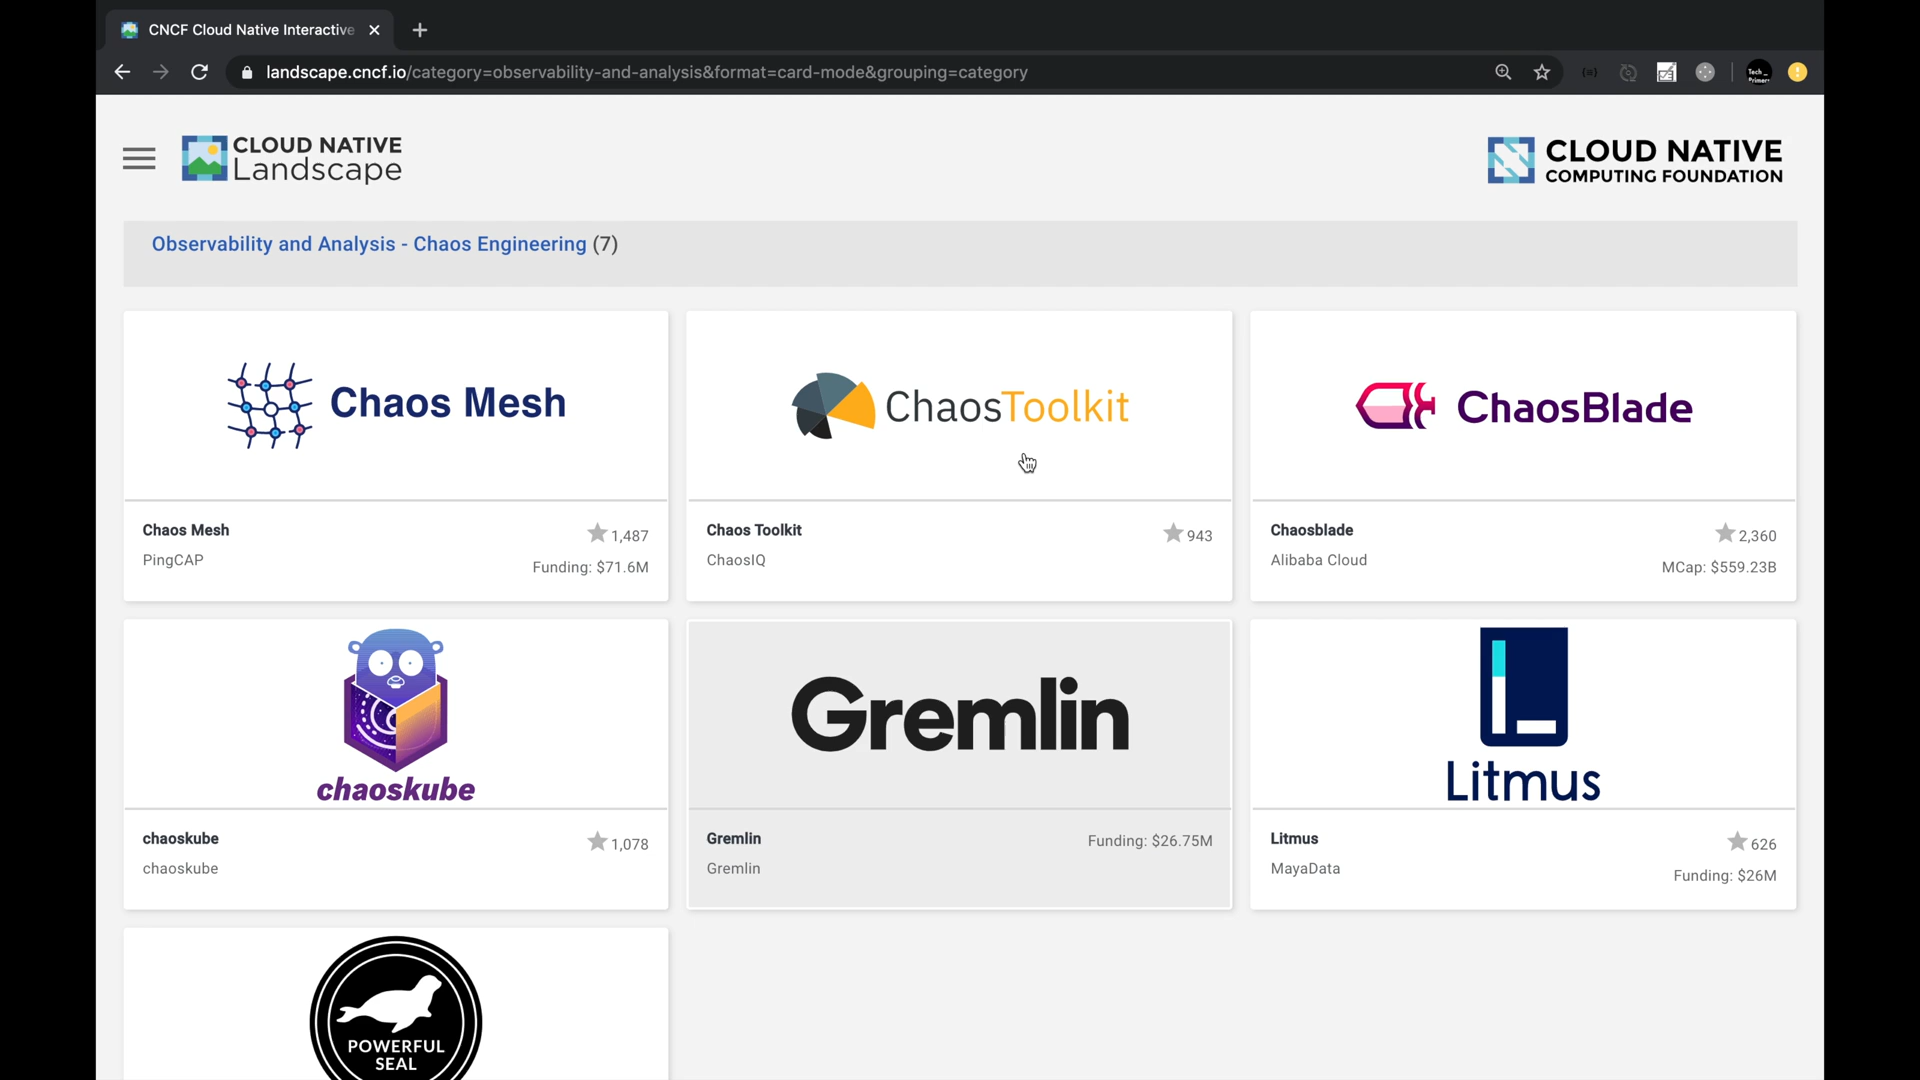 CNCF Cloud Native Interactive
landscape.cncf.io/category=observability-and-analysis&format=card-mode&grouping=category
Tech_
Primers
CLOUD NATIVE
Landscape
CLOUD NATIVE
COMPUTING FOUNDATION
Observability and Analysis - Chaos Engineering (7)
Chaos Mesh
ChaosToolkit
ChaosBlade
Chaos Mesh
1,487
PingCAP
Funding: $71.6M
Chaos Toolkit
943
ChaosIQ
Chaosblade
2,360
Alibaba Cloud
MCap: $559.23B
chaoskube
Gremlin
Litmus
chaoskube
1,078
chaoskube
Gremlin
Funding: $26.75M
Gremlin
Litmus
626
MayaData
Funding: $26M
POWERFUL
SEAL